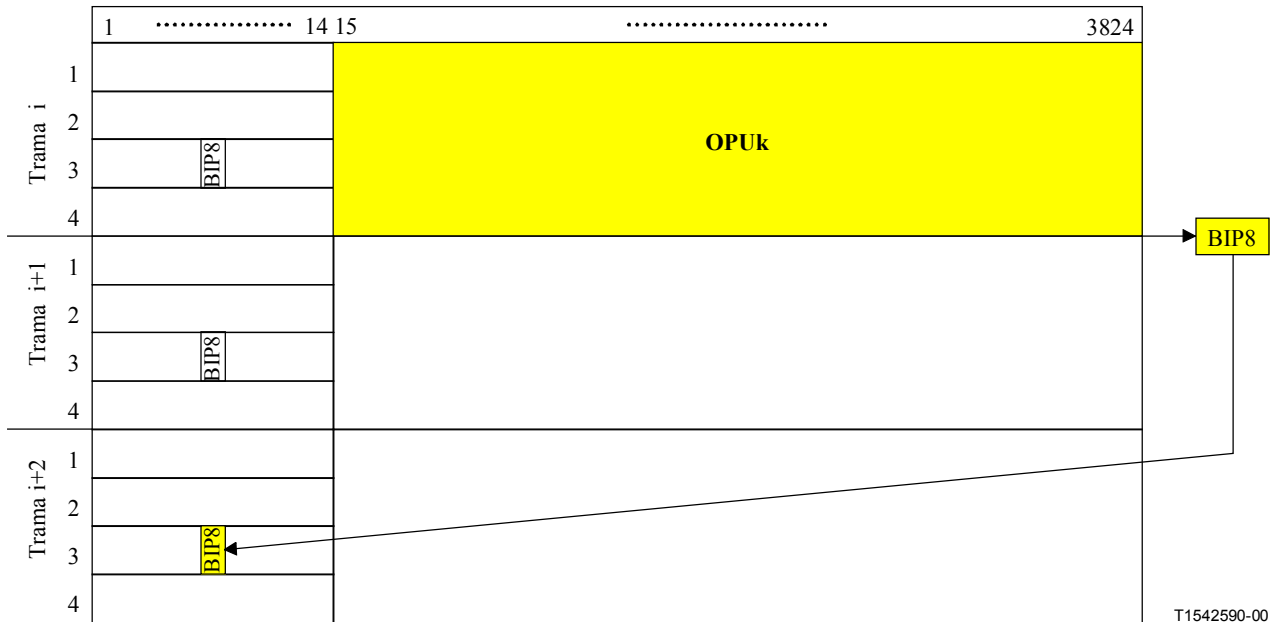 1 ..................... 14 15 ............................... 3824
Trama i
1
2
3 BIP8
4
OPUk
BIP8
Trama i+1
1
2
3 BIP8
4
Trama i+2
1
2
3 BIP8
4
T1542590-00